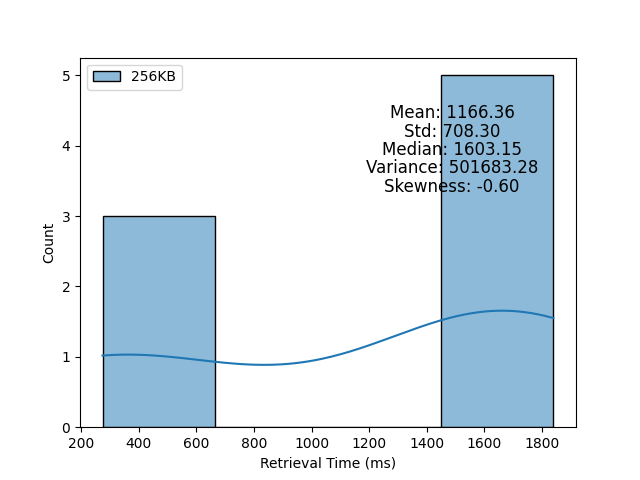 256KB
Mean: 1166.36
Std: 708.30
Median: 1603.15
Variance: 501683.28
Skewness: -0.60
Count
5
4
3
2
1
0
200 400 600 800 1000 1200 1400 1600 1800
Retrieval Time (ms)